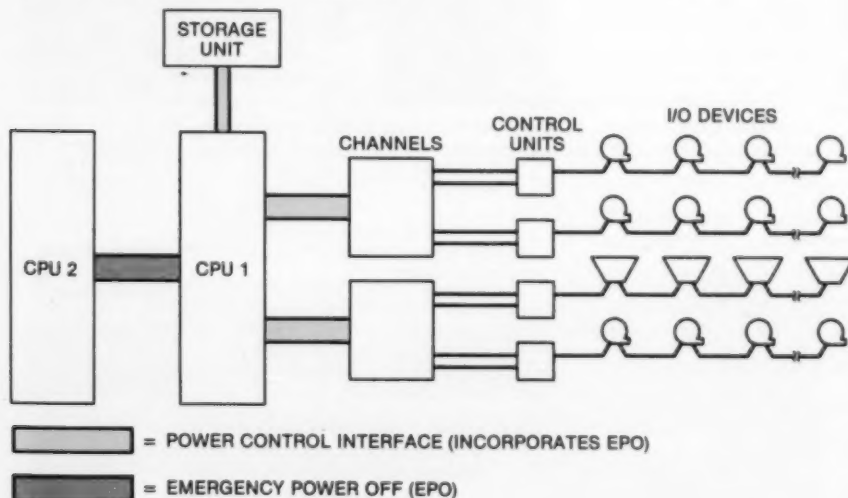 STORAGE
UNIT
CHANNELS
CONTROL
UNITS
I/O DEVICES
CPU 2
CPU 1
= POWER CONTROL INTERFACE (INCORPORATES EPO)
= EMERGENCY POWER OFF (EPO)